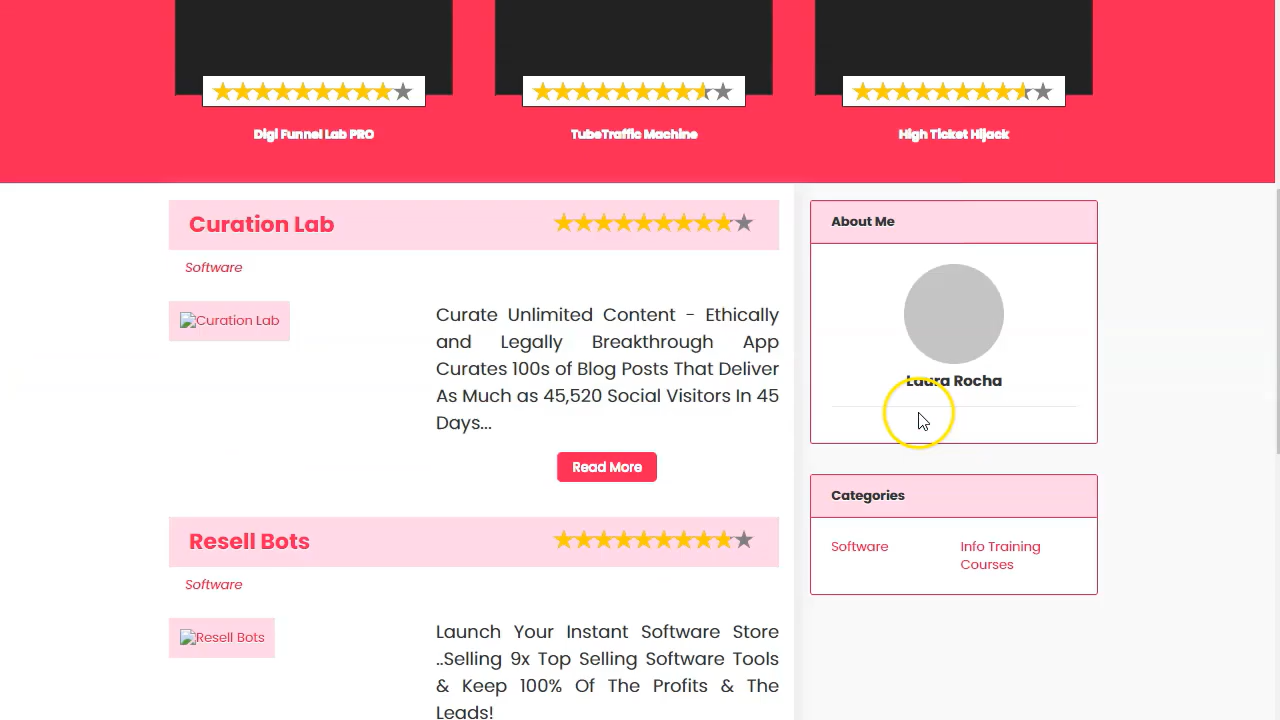 Digi Funnel Lab PRO
TubeTraffic Machine
High Ticket Hijack
Curation Lab
Software
Curation Lab
Curate Unlimited Content - Ethically
and Legally Breakthrough App
Curates 100s of Blog Posts That Deliver
As Much as 45,520 Social Visitors In 45
Days...
Read More
Resell Bots
Software
Resell Bots
Launch Your Instant Software Store
..Selling 9x Top Selling Software Tools
& Keep 100% Of The Profits & The
Leads!
About Me
Laura Rocha
Categories
Software
Info Training
Courses